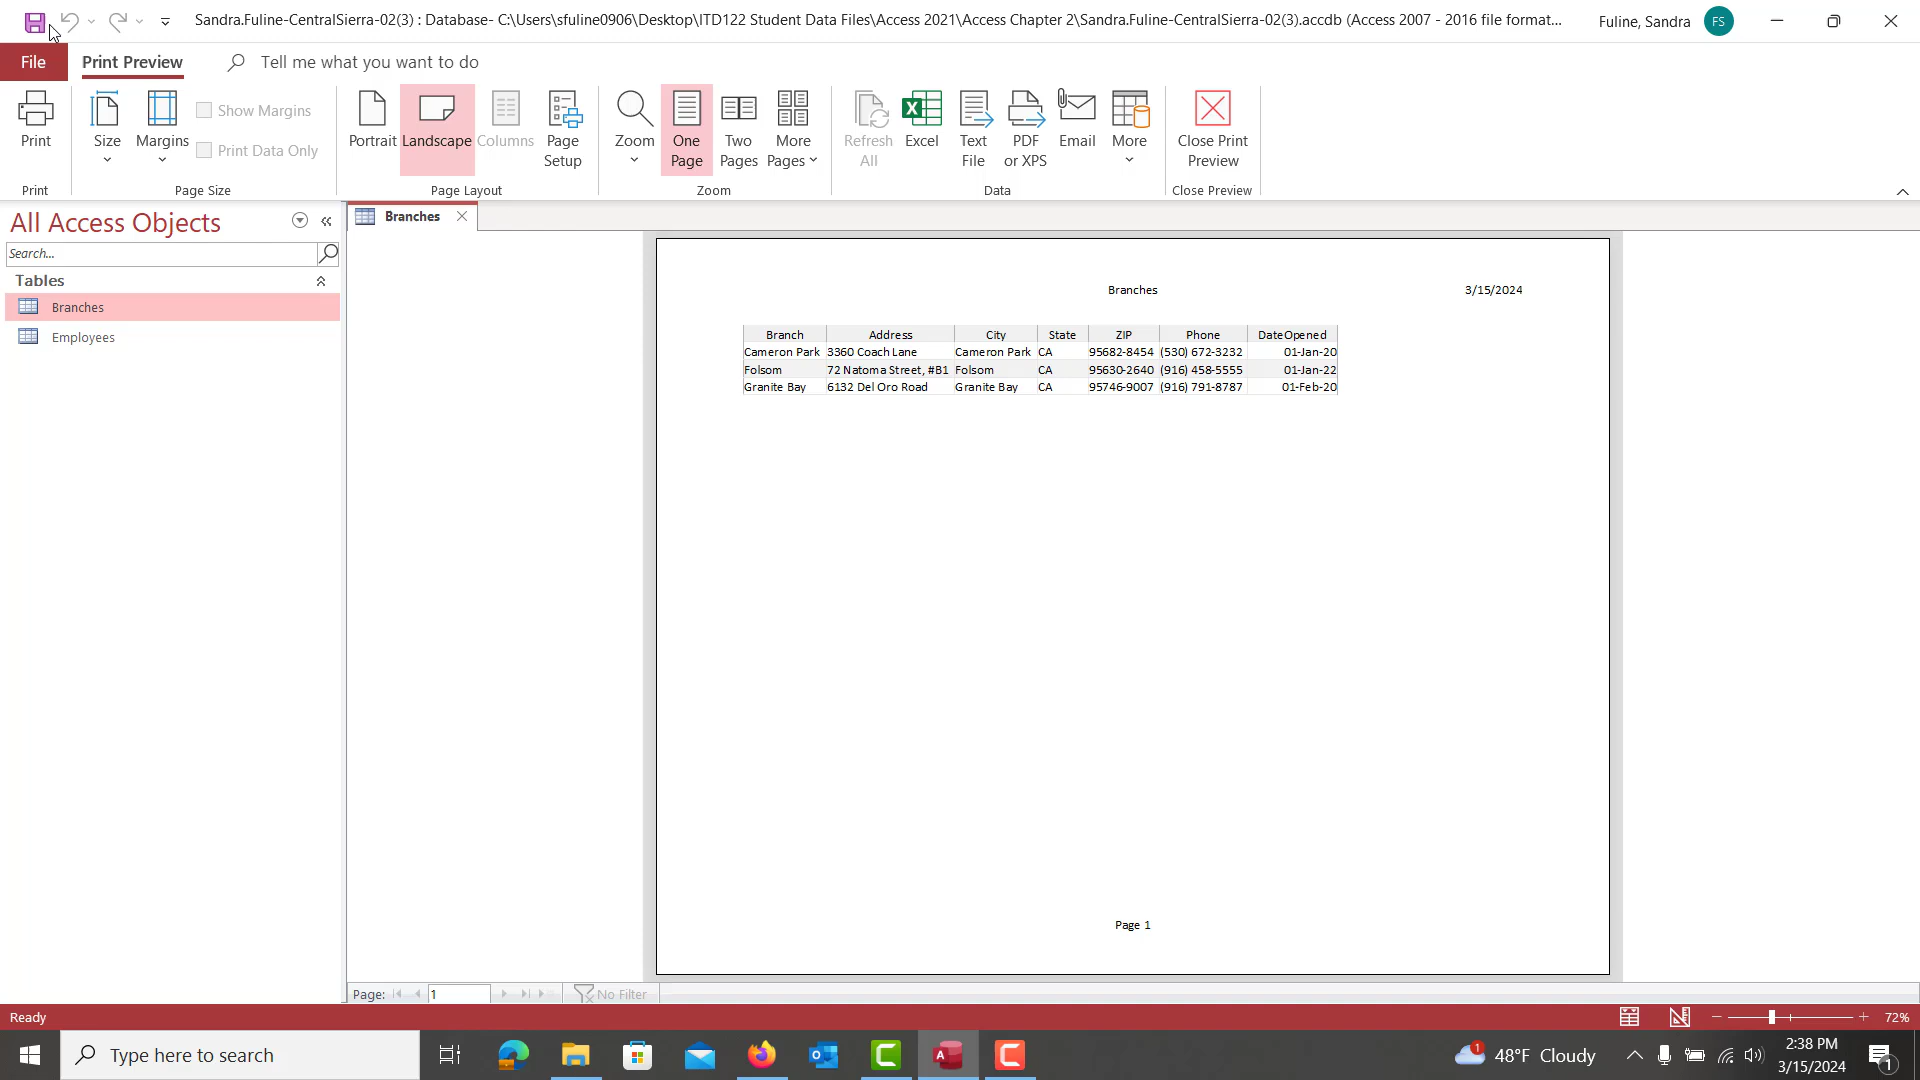 Sandra.Fuline-CentralSierra-02(3) : Database- C:\Users\sfuline0906\Desktop\ITD122 Student Data Files\Access 2021\Access Chapter 2\Sandra.Fuline-CentralSierra-02(3).accdb (Access 2007 - 2016 file format... Fuline, Sandra FS
File Print Preview Tell me what you want to do
Print Size Margins Show Margins Print Data Only Portrait Landscape Columns Page Setup Zoom One Page Two Pages More Pages Refresh All Excel Text File PDF or XPS Email More Close Print Preview
Print Page Size Page Layout Zoom Data Close Preview
All Access Objects
Branches
Search...
Tables
Branches
Employees
Branches 3/15/2024
Branch Address City State ZIP Phone DateOpened
Cameron Park 3360 Coach Lane Cameron Park CA 95682-8454 (530) 672-3232 01-Jan-20
Folsom 72 Natoma Street, #B1 Folsom CA 95630-2640 (916) 458-5555 01-Jan-22
Granite Bay 6132 Del Oro Road Granite Bay CA 95746-9007 (916) 791-8787 01-Feb-20
Page 1
Page: 1 No Filter
Ready 72%
Type here to search A 1 48°F Cloudy 2:38 PM
3/15/2024 1